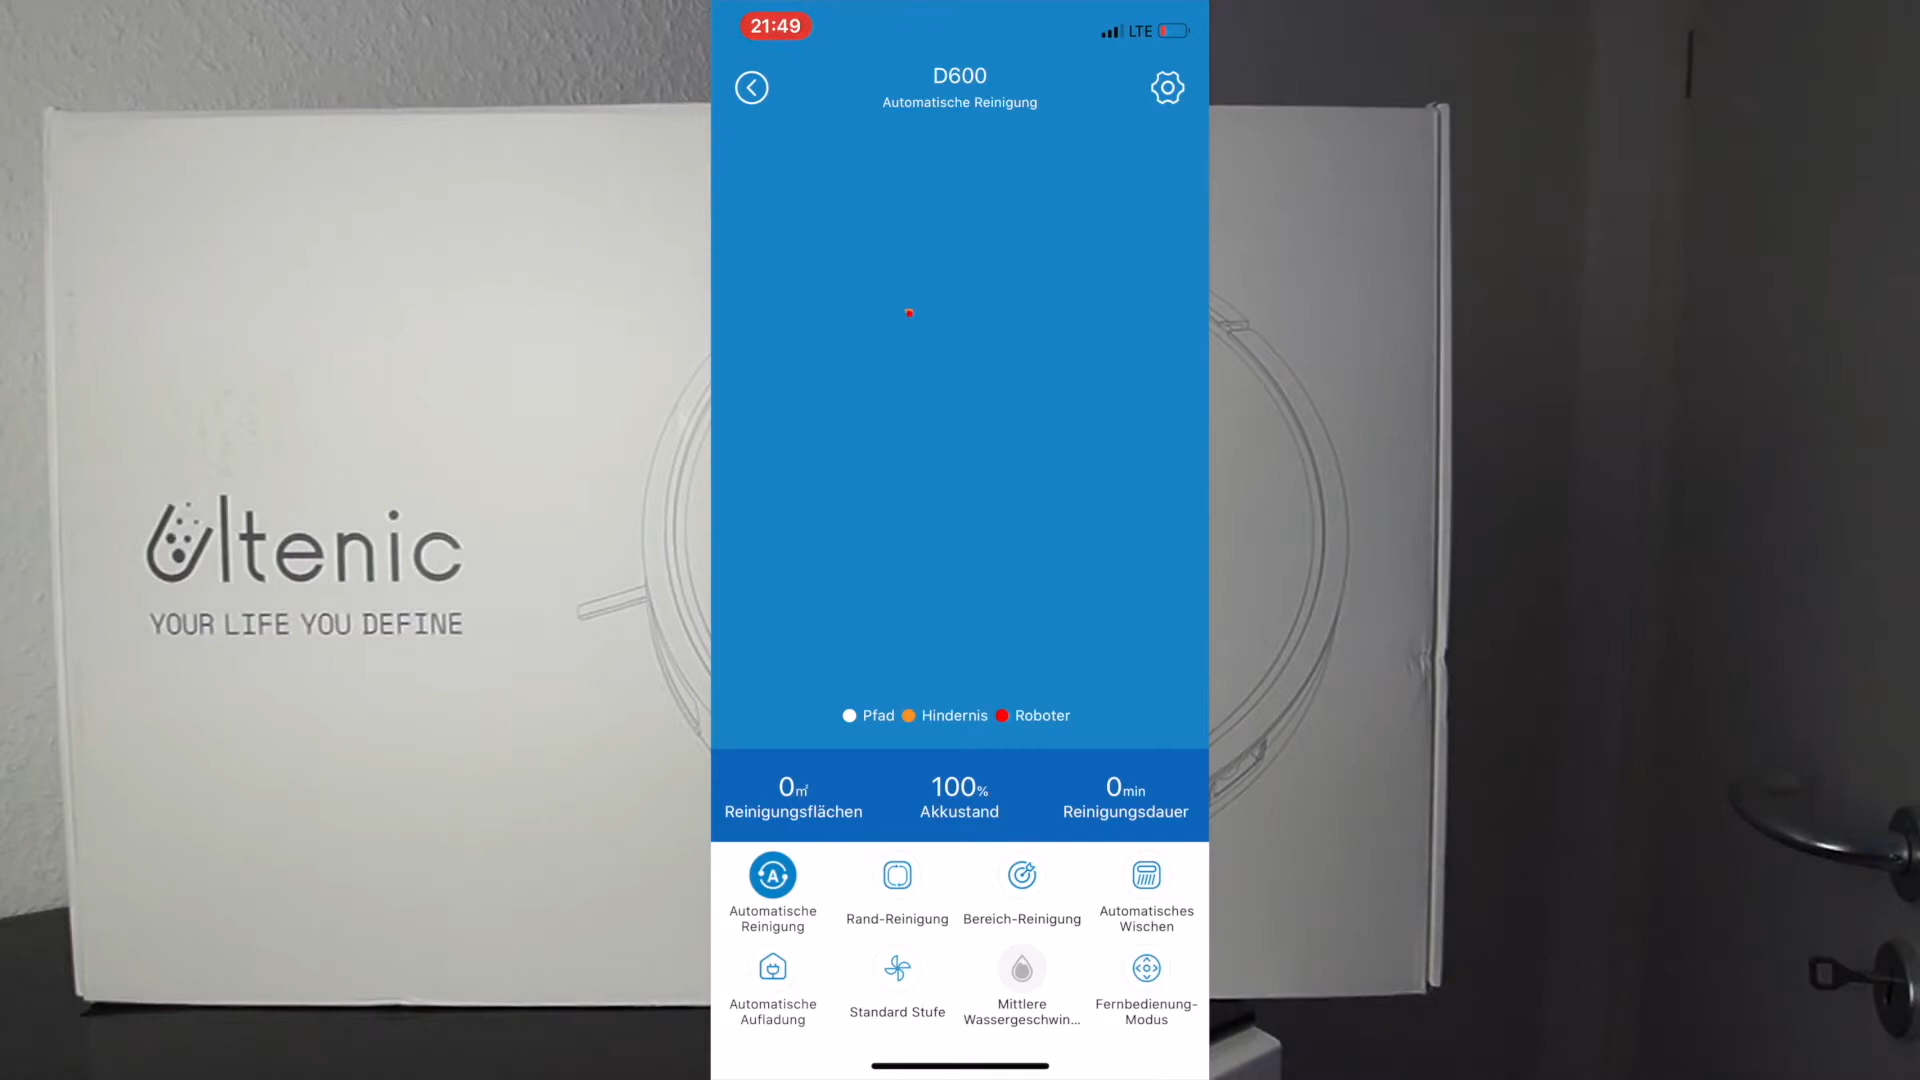 21:49
LTE
D600
Automatische Reinigung
Ultenic
YOUR LIFE YOU DEFINE
Pfad Hindernis Roboter
0㎡ 100% 0min
Reinigungsflächen Akkustand Reinigungsdauer
Automatische Reinigung
Rand-Reinigung
Bereich-Reinigung
Automatisches Wischen
Automatische Aufladung
Standard Stufe
Mittlere Wassergeschwin...
Fernbedienung-Modus